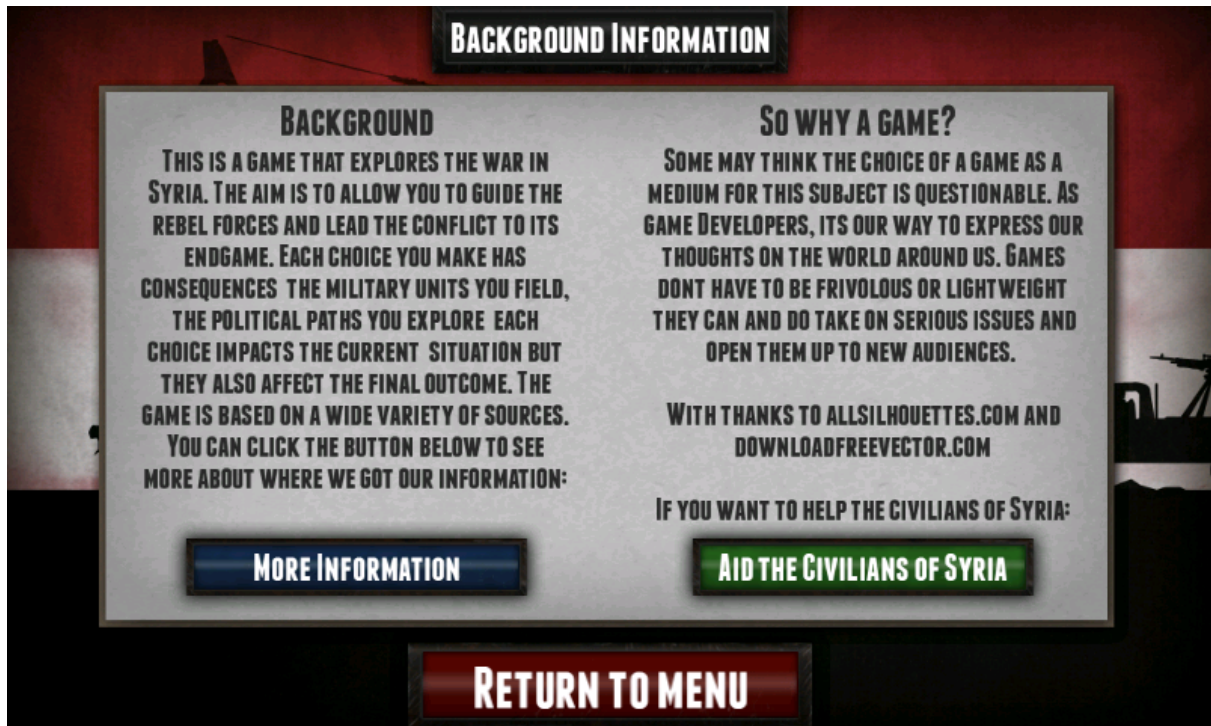 Background Information
Background
This is a game that explores the war in
Syria. The aim is to allow you to guide the
rebel forces and lead the conflict to its
endgame. Each choice you make has
consequences the military units you field,
the political paths you explore each
choice impacts the current situation but
they also affect the final outcome. The
game is based on a wide variety of sources.
You can click the button below to see
more about where we got our information:
More Information
So why a game?
Some may think the choice of a game as a
medium for this subject is questionable. As
game Developers, its our way to express our
thoughts on the world around us. Games
dont have to be frivolous or lightweight
they can and do take on serious issues and
open them up to new audiences.
With thanks to allsilhouettes.com and
downloadfreevector.com
If you want to help the civilians of Syria:
Aid the Civilians of Syria
Return to menu